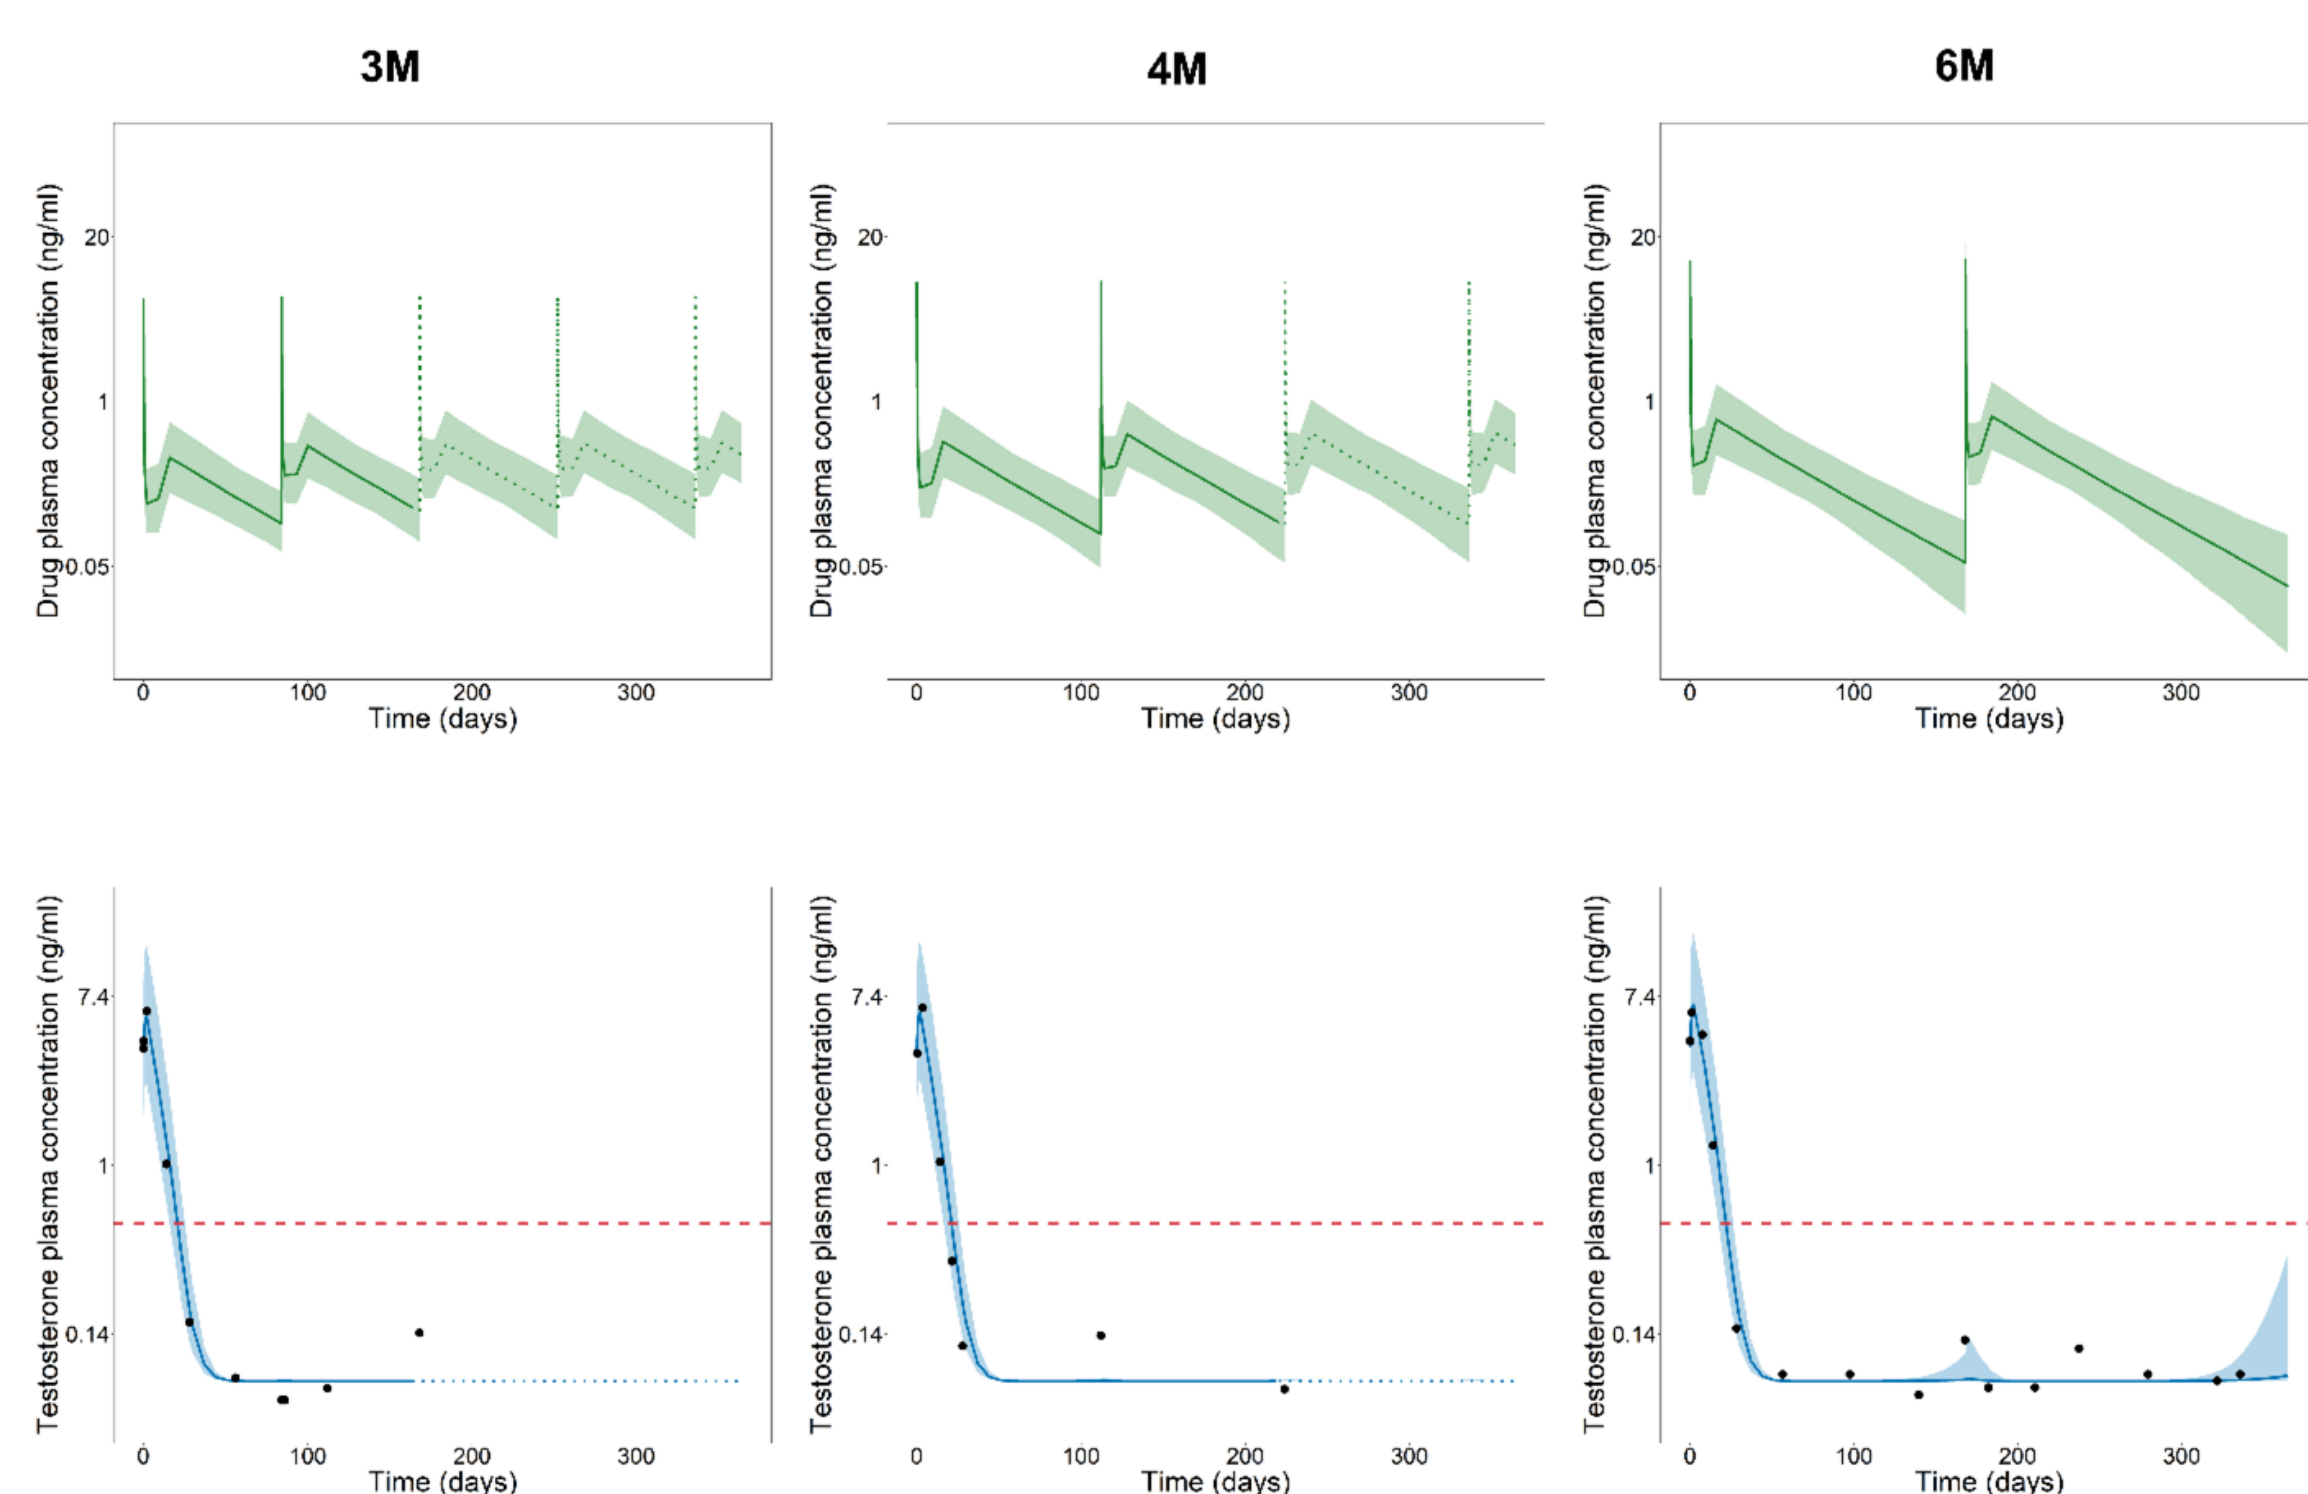 3M
4M
6M
Drug plasma concentration (ng/ml)
20
1
0.05
0
100
200
300
Time (days)
Drug plasma concentration (ng/ml)
20
1
0.05
0
100
200
300
Time (days)
Drug plasma concentration (ng/ml)
20
1
0.05
0
100
200
300
Time (days)
Testosterone plasma concentration (ng/ml)
7.4
1
0.14
0
100
200
300
Time (days)
Testosterone plasma concentration (ng/ml)
7.4
1
0.14
0
100
200
300
Time (days)
Testosterone plasma concentration (ng/ml)
7.4
1
0.14
0
100
200
300
Time (days)